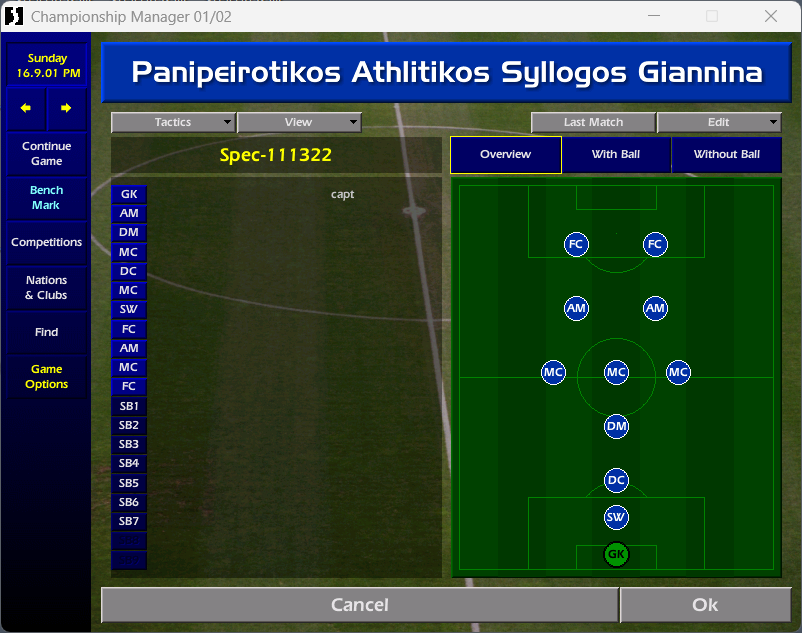 Championship Manager 01/02
Sunday
16.9.01 PM
Continue
Game
Bench
Mark
Competitions
Nations
& Clubs
Find
Game
Options
Panipeirotikos Athlitikos Syllogos Giannina
Tactics
View
Last Match
Edit
Spec-111322
Overview
With Ball
Without Ball
GK capt
AM
DM
MC
DC
MC
SW
FC
AM
MC
FC
SB1
SB2
SB3
SB4
SB5
SB6
SB7
FC FC
AM AM
MC MC MC
DM
DC
SW
GK
Cancel
Ok